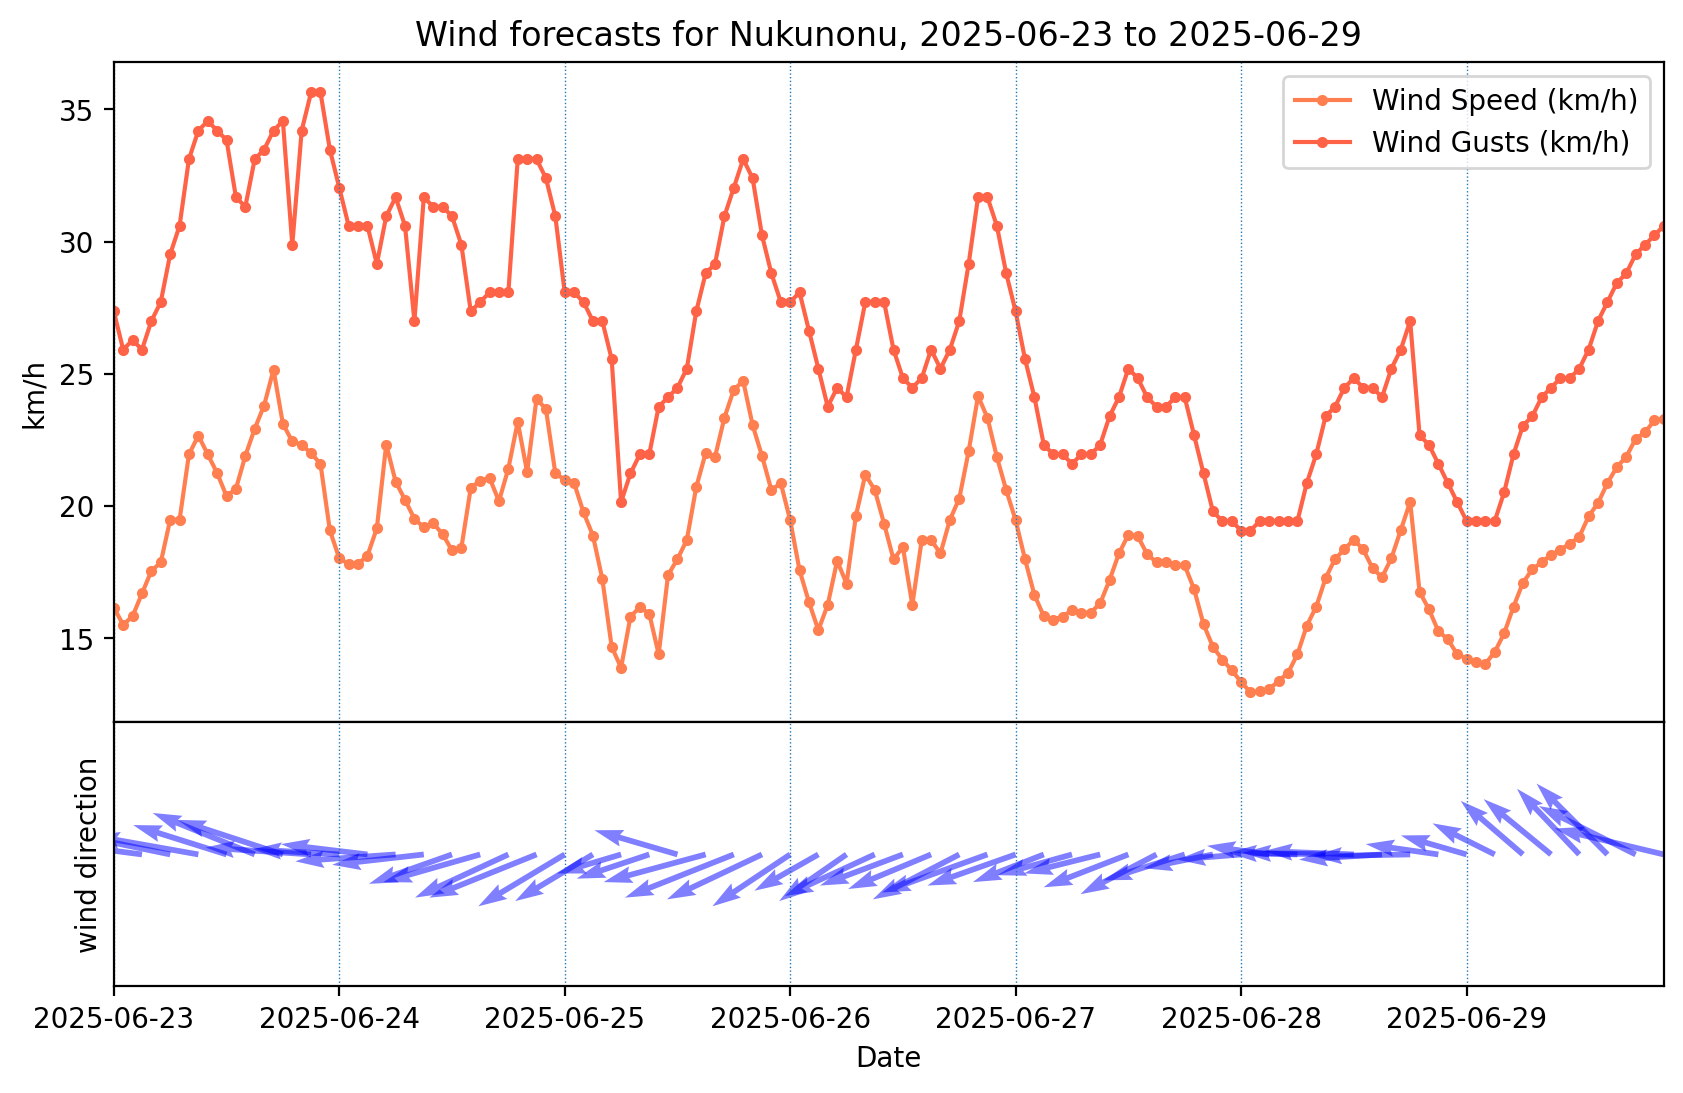 Wind forecasts for Nukunonu, 2025-06-23 to 2025-06-29
Wind Speed (km/h)
Wind Gusts (km/h)
35
30
25
20
15
km/h
wind direction
2025-06-23
2025-06-24
2025-06-25
2025-06-26
2025-06-27
2025-06-28
2025-06-29
Date